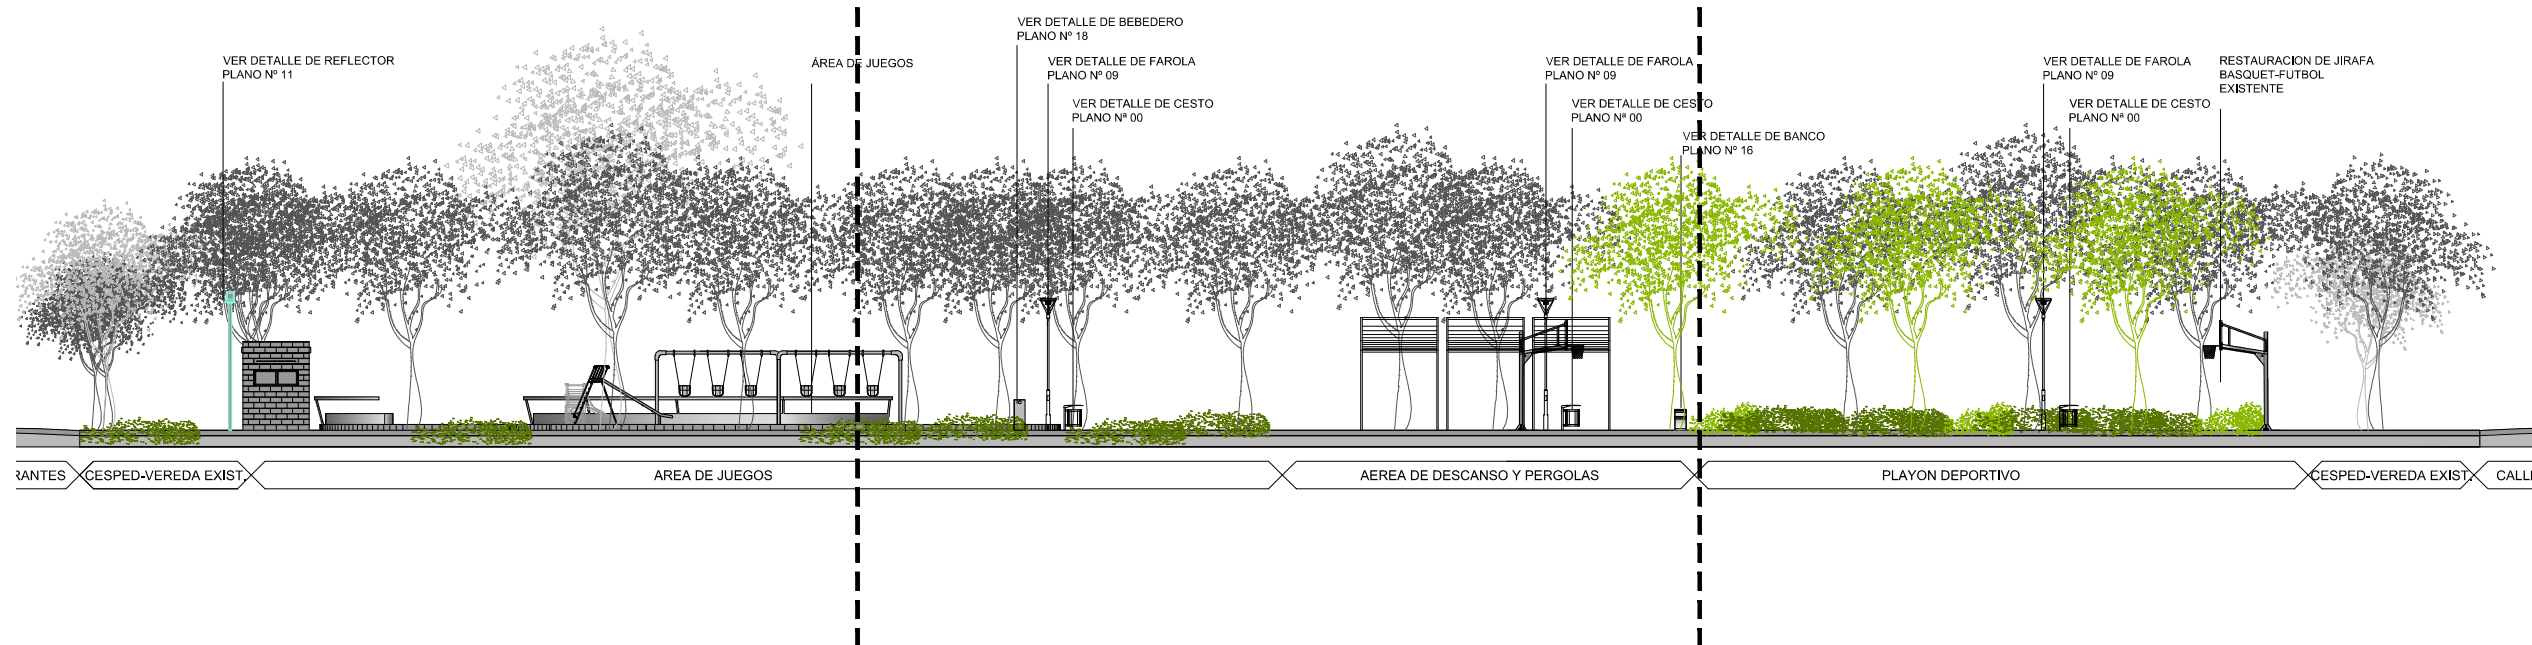 VER DETALLE DE REFLECTOR
PLANO Nº 11
ÁREA DE JUEGOS
VER DETALLE DE BEBEDERO
PLANO Nº 18
VER DETALLE DE FAROLA
PLANO Nº 09
VER DETALLE DE CESTO
PLANO Nª 00
VER DETALLE DE FAROLA
PLANO Nº 09
VER DETALLE DE CESTO
PLANO Nª 00
VER DETALLE DE BANCO
PLANO Nº 16
VER DETALLE DE FAROLA
PLANO Nº 09
VER DETALLE DE CESTO
PLANO Nª 00
RESTAURACION DE JIRAFA
BASQUET-FUTBOL
EXISTENTE
RANTES
CESPED-VEREDA EXIST.
AREA DE JUEGOS
AEREA DE DESCANSO Y PERGOLAS
PLAYON DEPORTIVO
CESPED-VEREDA EXIST.
CALL